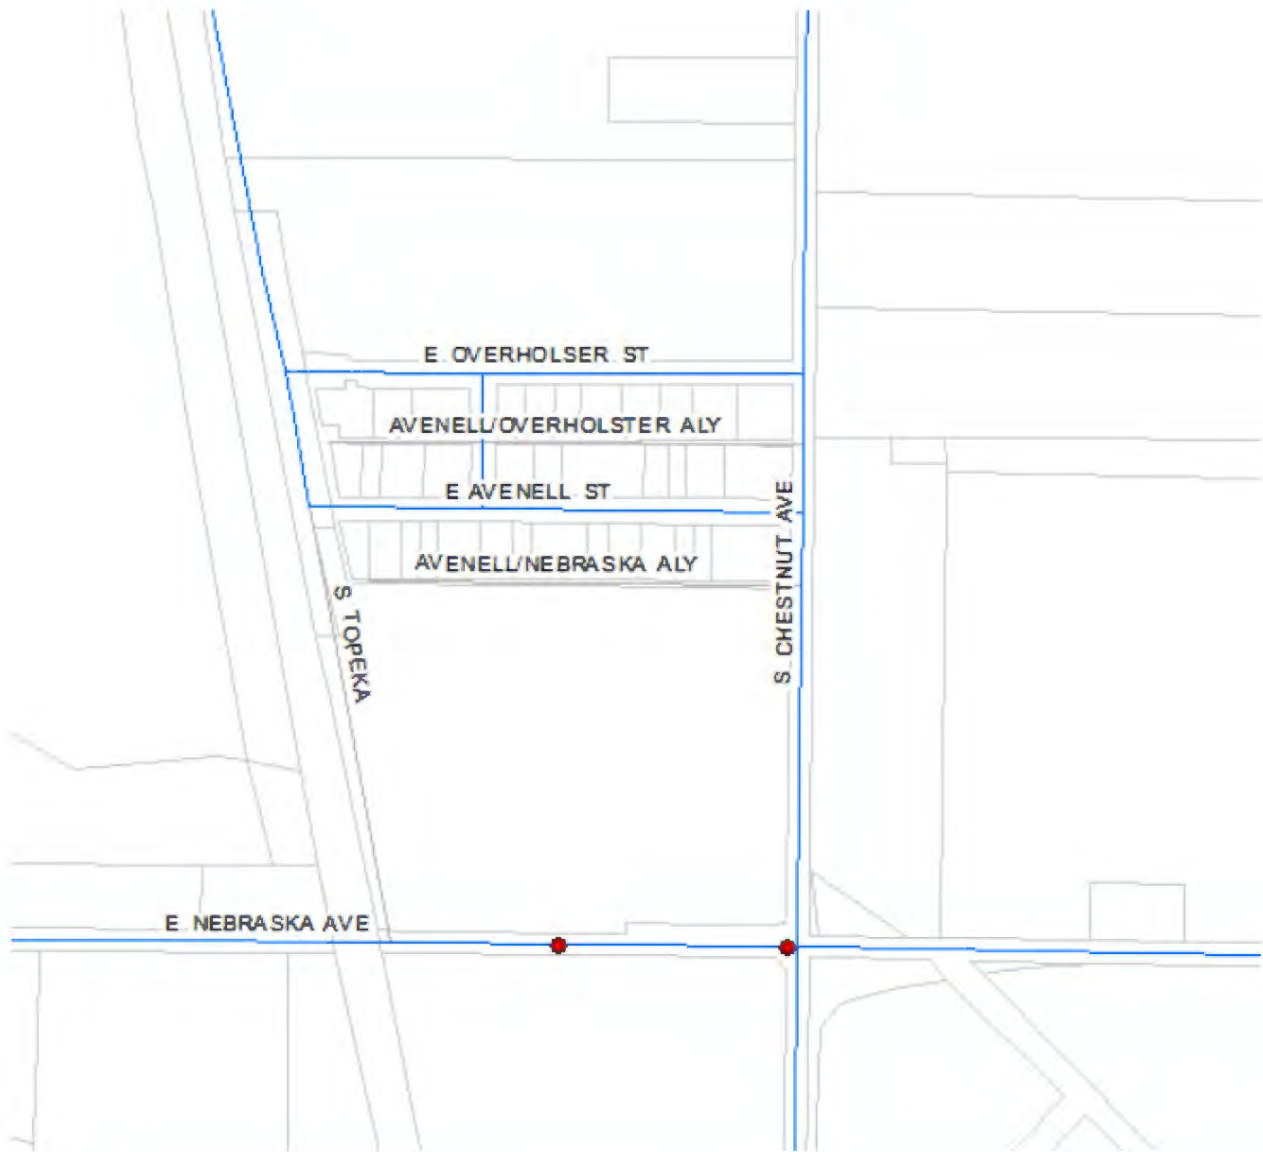 E OVERHOLSER ST
AVENELL/OVERHOLSTER ALY
E AVENELL ST
S CHESTNUT AVE
AVENELL/NEBRASKA ALY
S TOPEKA
E NEBRASKA AVE